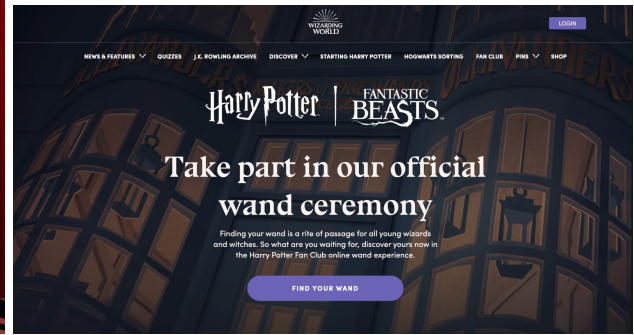 WIZARDING
WORLD
LOGIN
NEWS & FEATURES QUIZZES J.K. ROWLING ARCHIVE DISCOVER STARTING HARRY POTTER HOGWARTS SORTING FAN CLUB PINS SHOP
Harry Potter FANTASTIC
BEASTS
Take part in our official
wand ceremony
Finding your wand is a rite of passage for all young wizards
and witches. So what are you waiting for, discover yours now in
the Harry Potter Fan Club online wand experience.
FIND YOUR WAND